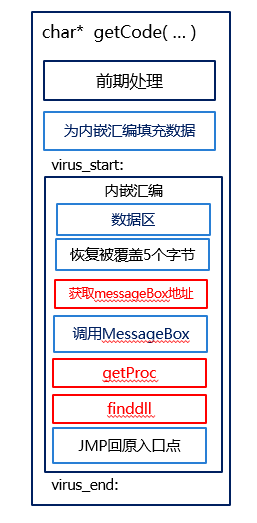 char* getCode( ... )
前期处理
为内嵌汇编填充数据
virus_start:
内嵌汇编
数据区
恢复被覆盖5个字节
获取messageBox地址
调用MessageBox
getProc
finddll
JMP回原入口点
virus_end: